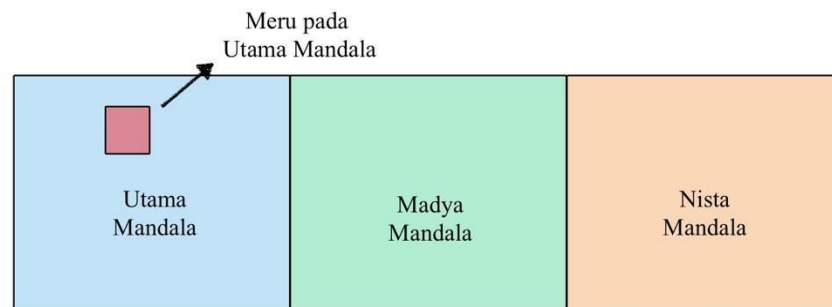 Meru pada
Utama Mandala
Utama
Mandala
Madya
Mandala
Nista
Mandala